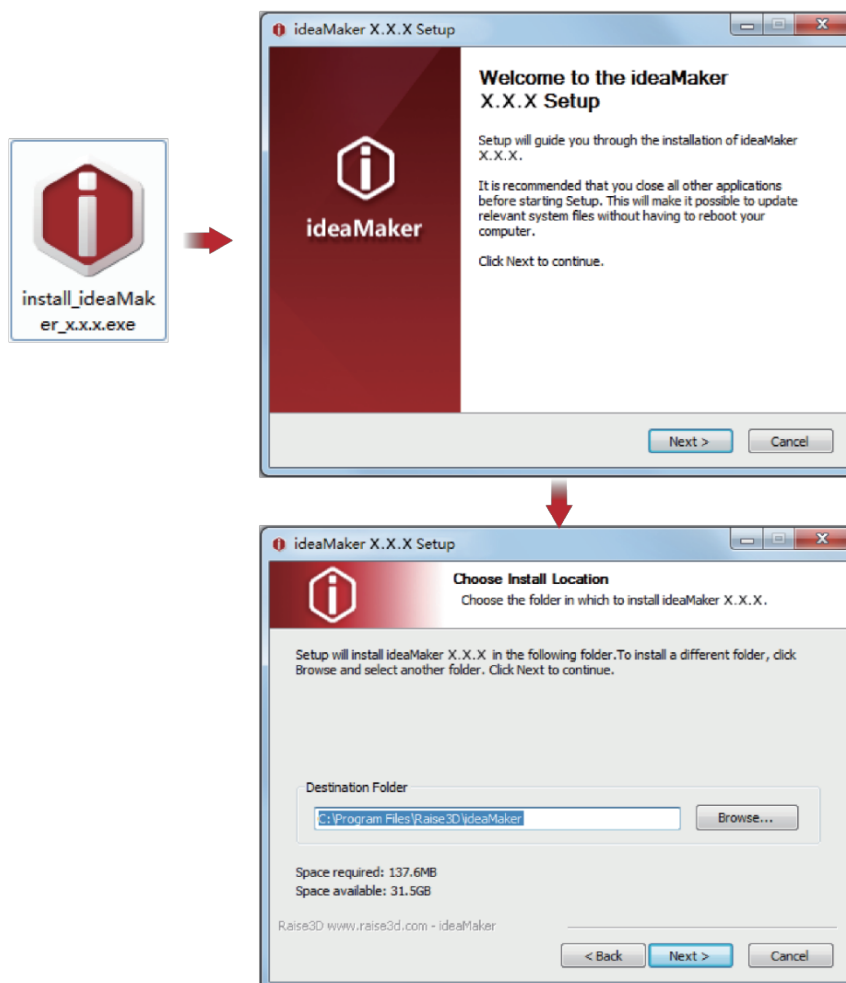 ideaMaker X.X.X Setup
Welcome to the ideaMaker
X.X.X Setup
Setup will guide you through the installation of ideaMaker
X.X.X.
It is recommended that you close all other applications
before starting Setup. This will make it possible to update
relevant system files without having to reboot your
computer.
Click Next to continue.
ideaMaker
Next >
Cancel
install_ideaMak
er_x.x.x.exe
ideaMaker X.X.X Setup
Choose Install Location
Choose the folder in which to install ideaMaker X.X.X.
Setup will install ideaMaker X.X.X in the following folder.To install a different folder, click
Browse and select another folder. Click Next to continue.
Destination Folder
C:\Program Files\Raise3D\ideaMaker
Browse...
Space required: 137.6MB
Space available: 31.5GB
Raise3D www.raise3d.com - ideaMaker
< Back
Next >
Cancel